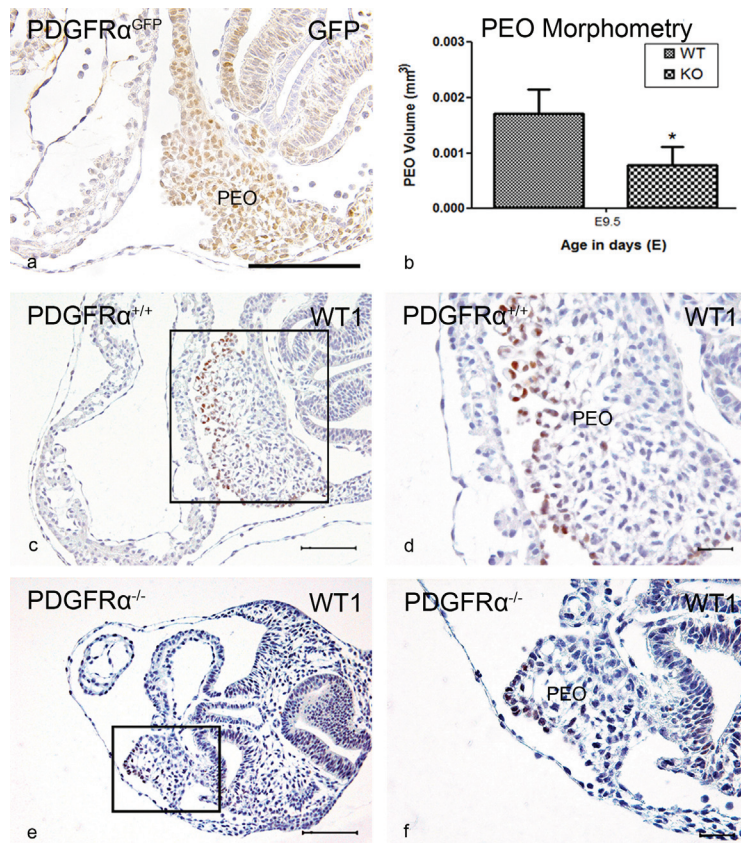 PDGFRα^GFP GFP
PEO
a
PEO Morphometry
WT
KO
PEO Volume (mm³)
0.003
0.002
0.001
0.000
*
E9.5
Age in days (E)
b
PDGFRα^+/+ WT1
c
PDGFRα^+/+ WT1
PEO
d
PDGFRα^-/- WT1
e
PDGFRα^-/- WT1
PEO
f